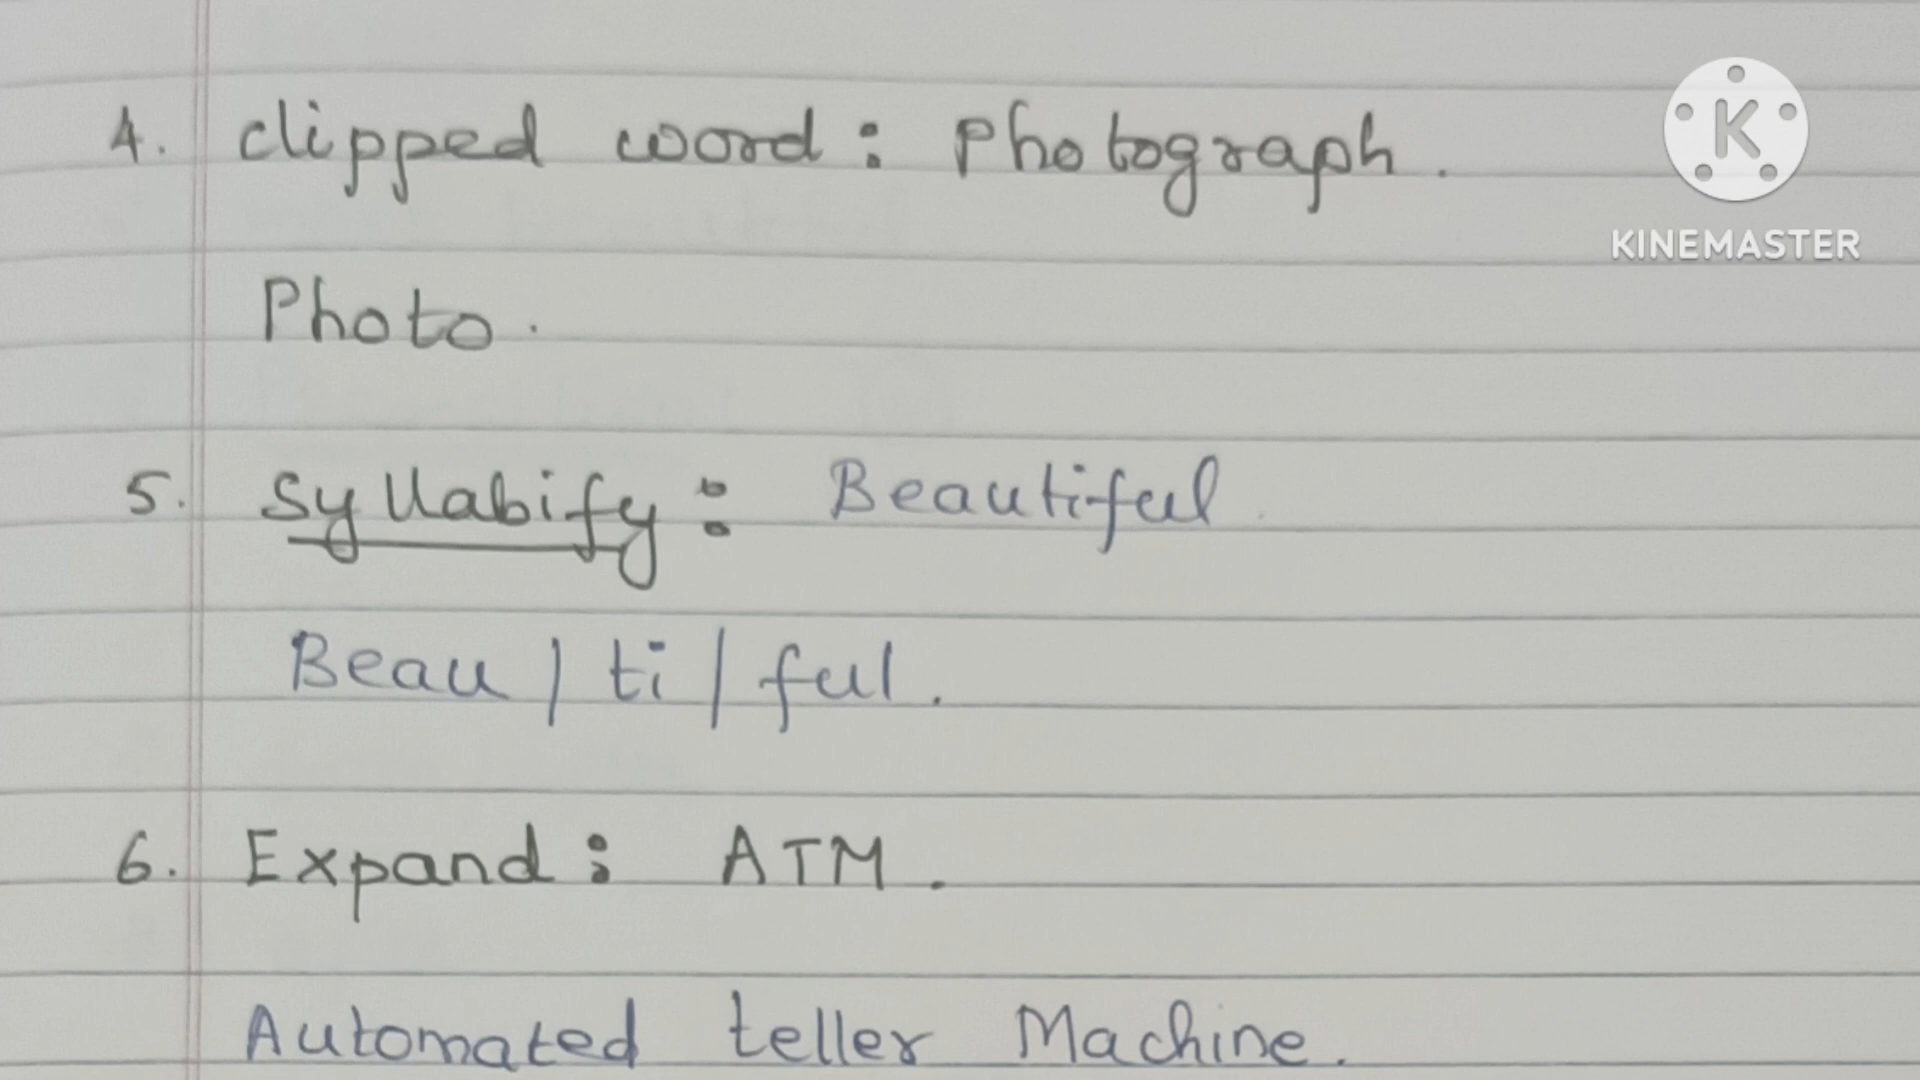 4. Clipped word: Photograph.
KINEMASTER
Photo.
5. Syllabify: Beautiful
Beau | ti | ful.
6. Expand: ATM.
Automated teller Machine.